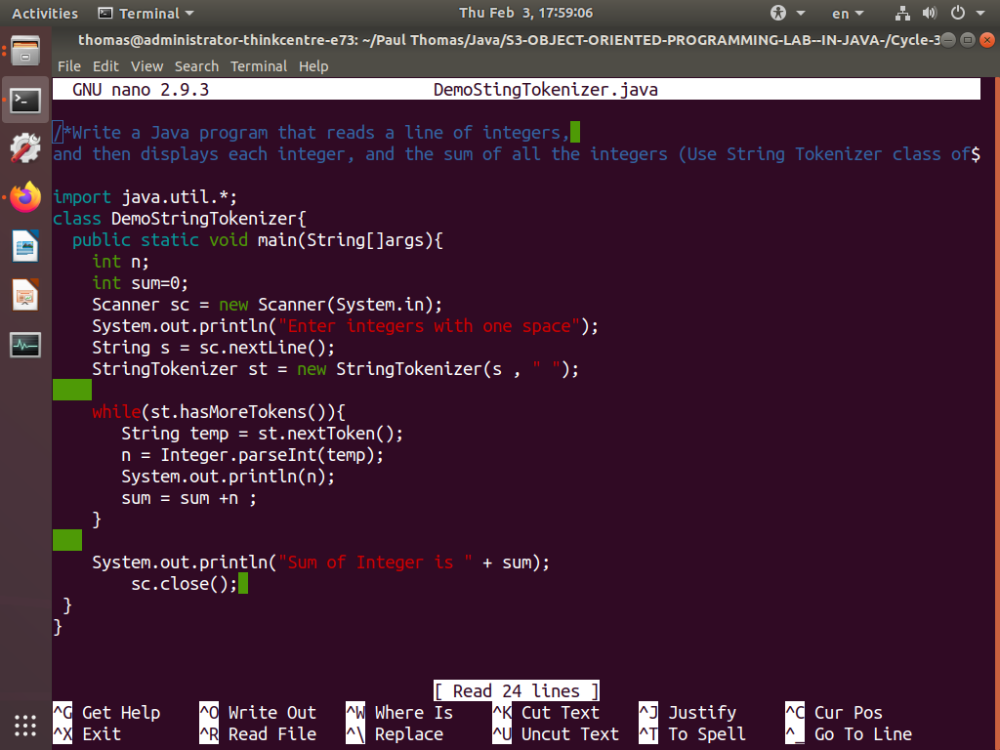 Activities Terminal Thu Feb 3, 17:59:06 en
thomas@administrator-thinkcentre-e73: ~/Paul Thomas/Java/S3-OBJECT-ORIENTED-PROGRAMMING-LAB--IN-JAVA-/Cycle-3
File Edit View Search Terminal Help
GNU nano 2.9.3 DemoStingTokenizer.java
/*Write a Java program that reads a line of integers,
and then displays each integer, and the sum of all the integers (Use String Tokenizer class of$
import java.util.*;
class DemoStringTokenizer{
  public static void main(String[]args){
    int n;
    int sum=0;
    Scanner sc = new Scanner(System.in);
    System.out.println("Enter integers with one space");
    String s = sc.nextLine();
    StringTokenizer st = new StringTokenizer(s , " ");
    while(st.hasMoreTokens()){
       String temp = st.nextToken();
       n = Integer.parseInt(temp);
       System.out.println(n);
       sum = sum +n ;
    }
    System.out.println("Sum of Integer is " + sum);
        sc.close();
 }
}
[ Read 24 lines ]
^G Get Help ^O Write Out ^W Where Is ^K Cut Text ^J Justify ^C Cur Pos
^X Exit ^R Read File ^\ Replace ^U Uncut Text ^T To Spell ^_ Go To Line